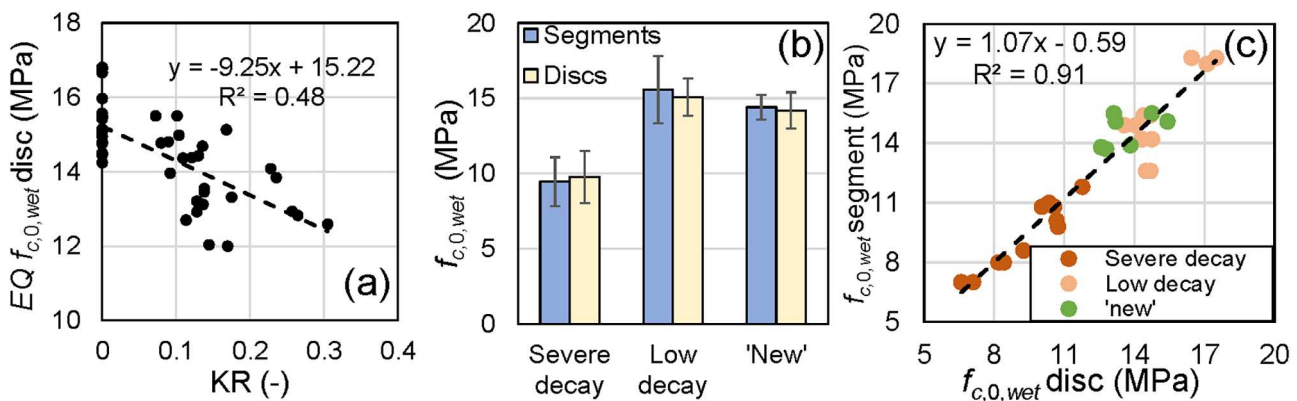 18
16
14
12
10
EQ f_c,0,wet disc (MPa)
y = -9.25x + 15.22
R² = 0.48
(a)
0
0.1
0.2
0.3
0.4
KR (-)
20
15
10
5
0
f_c,0,wet (MPa)
Segments
Discs
(b)
Severe
decay
Low
decay
'New'
20
17
14
11
8
5
f_c,0,wet segment (MPa)
y = 1.07x - 0.59
R² = 0.91
(c)
Severe decay
Low decay
'new'
5
8
11
14
17
20
f_c,0,wet disc (MPa)